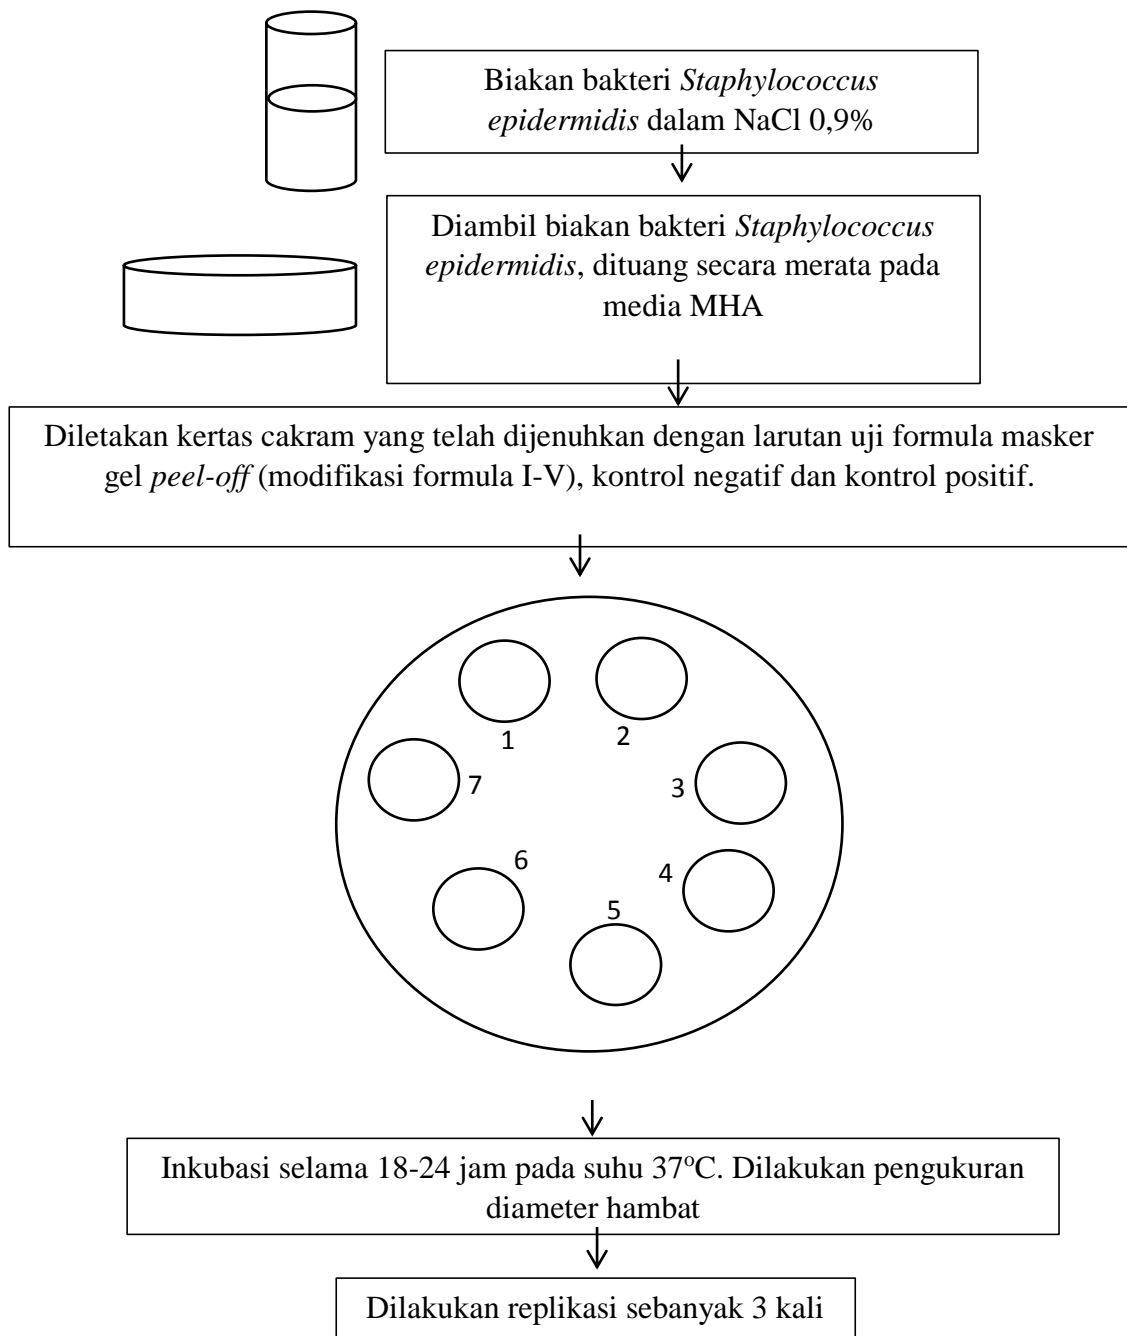 Biakan bakteri Staphylococcus
epidermidis dalam NaCl 0,9%
Diambil biakan bakteri Staphylococcus
epidermidis, dituang secara merata pada
media MHA
Diletakan kertas cakram yang telah dijenuhkan dengan larutan uji formula masker
gel peel-off (modifikasi formula I-V), kontrol negatif dan kontrol positif.
1
2
7
3
6
4
5
Inkubasi selama 18-24 jam pada suhu 37°C. Dilakukan pengukuran
diameter hambat
Dilakukan replikasi sebanyak 3 kali